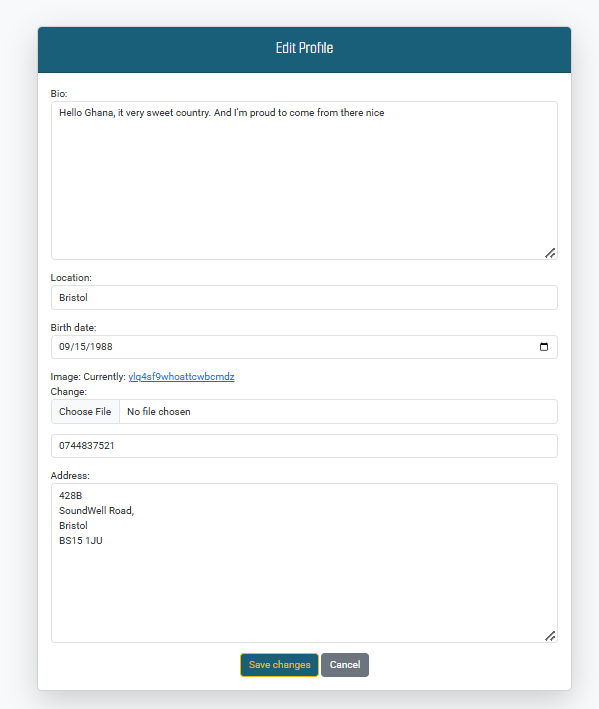 Edit Profile
Bio:
Hello Ghana, it very sweet country. And I'm proud to come from there nice
Location:
Bristol
Birth date:
09/15/1988
Image: Currently: ylq4sf9whoattcwbcmdz
Change:
Choose File No file chosen
0744837521
Address:
428B
SoundWell Road,
Bristol
BS15 1JU
Save changes Cancel